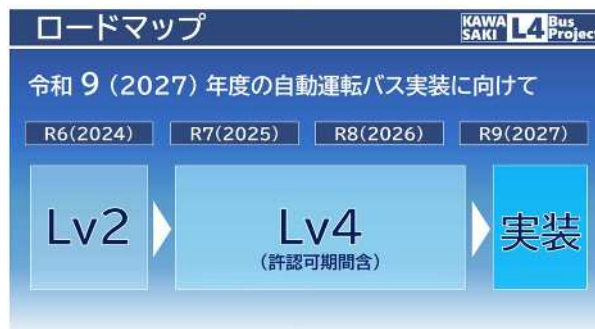 ロードマップ
KAWA SAKI L4 Bus Project
令和9（2027）年度の自動運転バス実装に向けて
R6(2024) R7(2025) R8(2026) R9(2027)
Lv2 Lv4 実装
（許認可期間含）